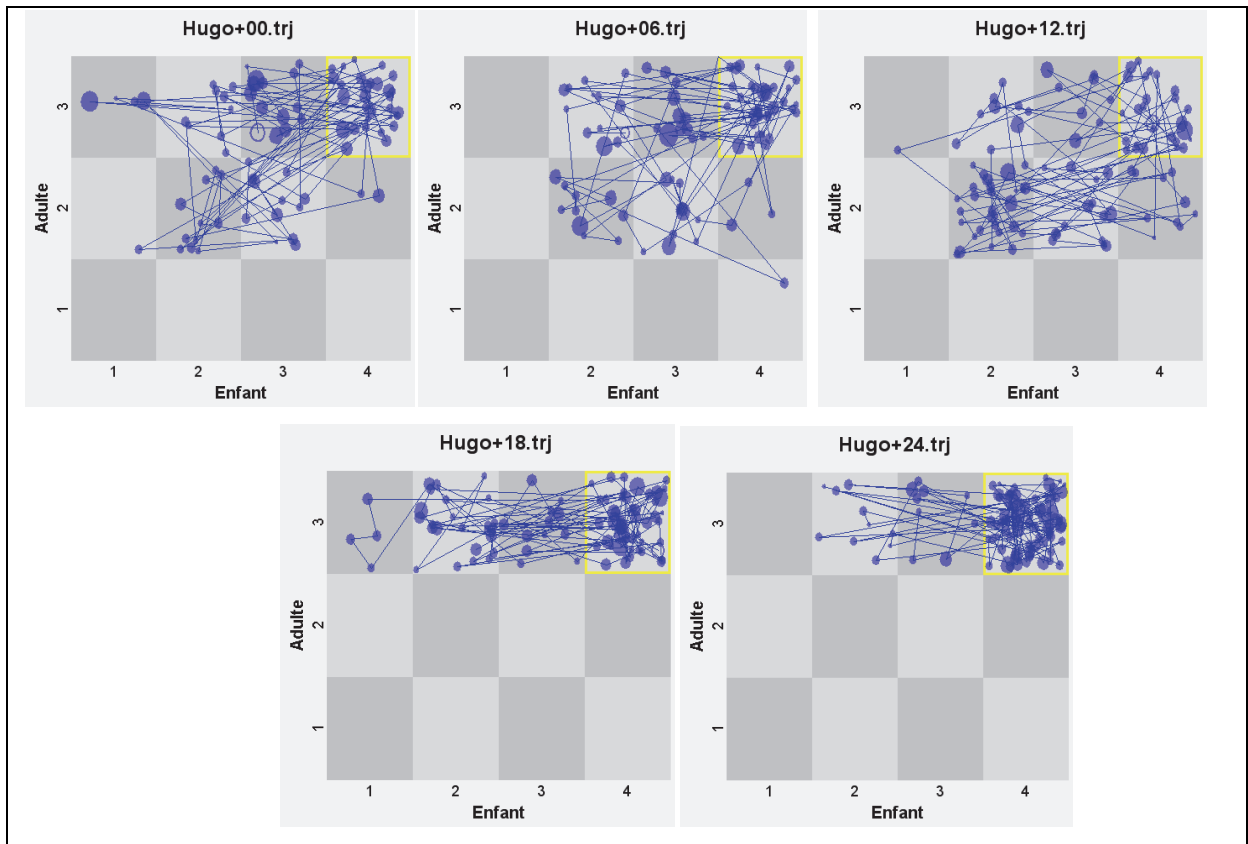 Hugo+00.trj
3
2
1
Adulte
1 2 3 4
Enfant
Hugo+06.trj
3
2
1
Adulte
1 2 3 4
Enfant
Hugo+12.trj
3
2
1
Adulte
1 2 3 4
Enfant
Hugo+18.trj
3
2
1
Adulte
1 2 3 4
Enfant
Hugo+24.trj
3
2
1
Adulte
1 2 3 4
Enfant